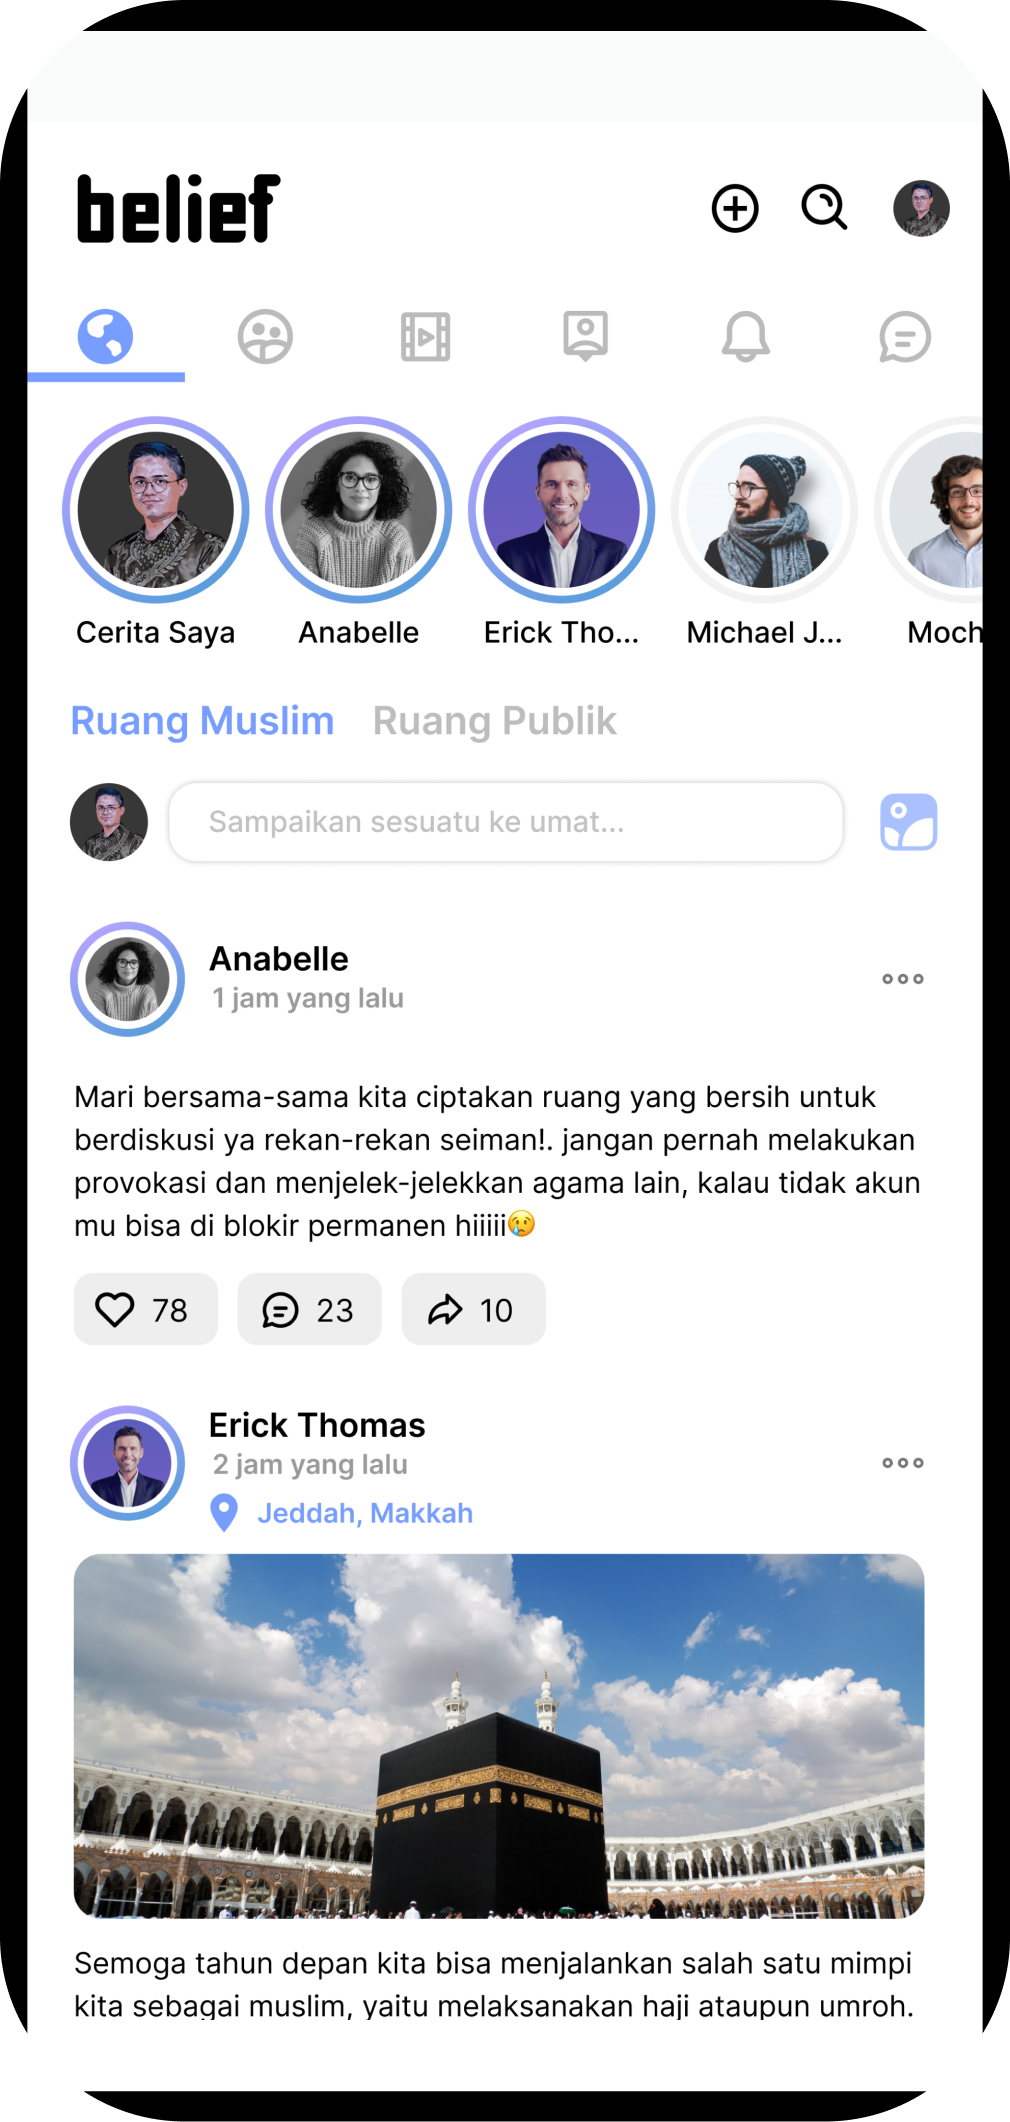 belief
Cerita Saya
Anabelle
Erick Tho...
Michael J...
Moch
Ruang Muslim
Ruang Publik
Sampaikan sesuatu ke umat...
Anabelle
1 jam yang lalu
Mari bersama-sama kita ciptakan ruang yang bersih untuk
berdiskusi ya rekan-rekan seiman!. jangan pernah melakukan
provokasi dan menjelek-jelekkan agama lain, kalau tidak akun
mu bisa di blokir permanen hiiiii😢
78
23
10
Erick Thomas
2 jam yang lalu
Jeddah, Makkah
Semoga tahun depan kita bisa menjalankan salah satu mimpi
kita sebagai muslim, yaitu melaksanakan haji ataupun umroh.